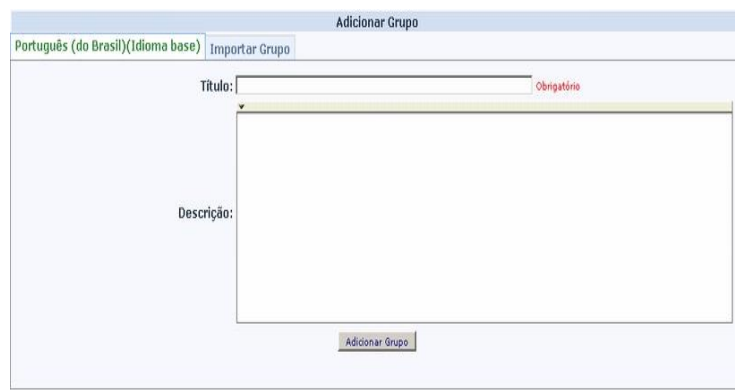 Adicionar Grupo
Português (do Brasil)(Idioma base) Importar Grupo
Título: Obrigatório
Descrição:
Adicionar Grupo